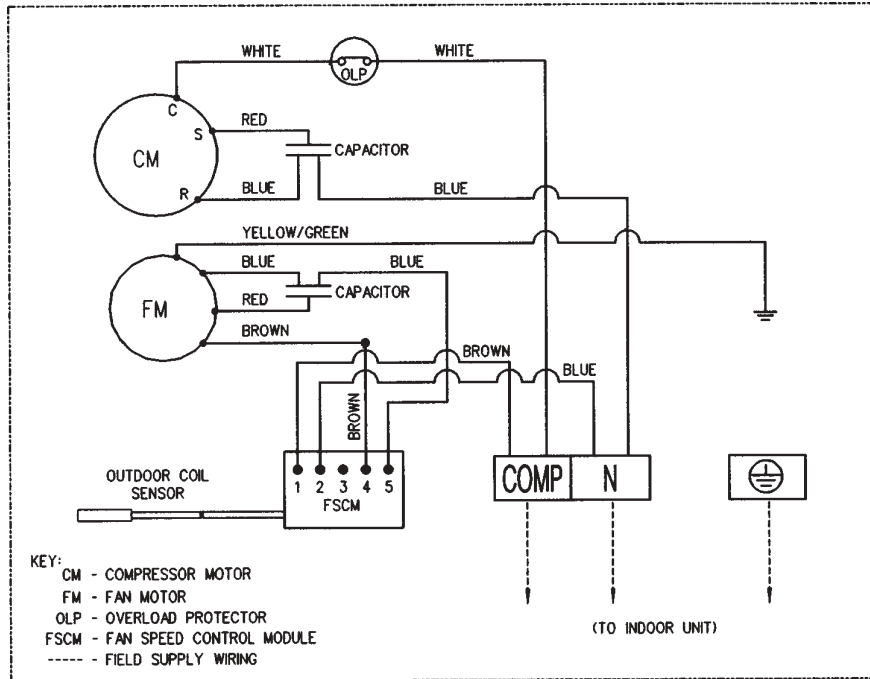 WHITE
WHITE
OLP
C
S
RED
CM
CAPACITOR
R
BLUE
BLUE
YELLOW/GREEN
BLUE
BLUE
CAPACITOR
FM
RED
BROWN
BROWN
BLUE
BROWN
OUTDOOR COIL
SENSOR
1 2 3 4 5
FSCM
COMP N
KEY:
CM - COMPRESSOR MOTOR
FM - FAN MOTOR
OLP - OVERLOAD PROTECTOR
FSCM - FAN SPEED CONTROL MODULE
----- - FIELD SUPPLY WIRING
(TO INDOOR UNIT)